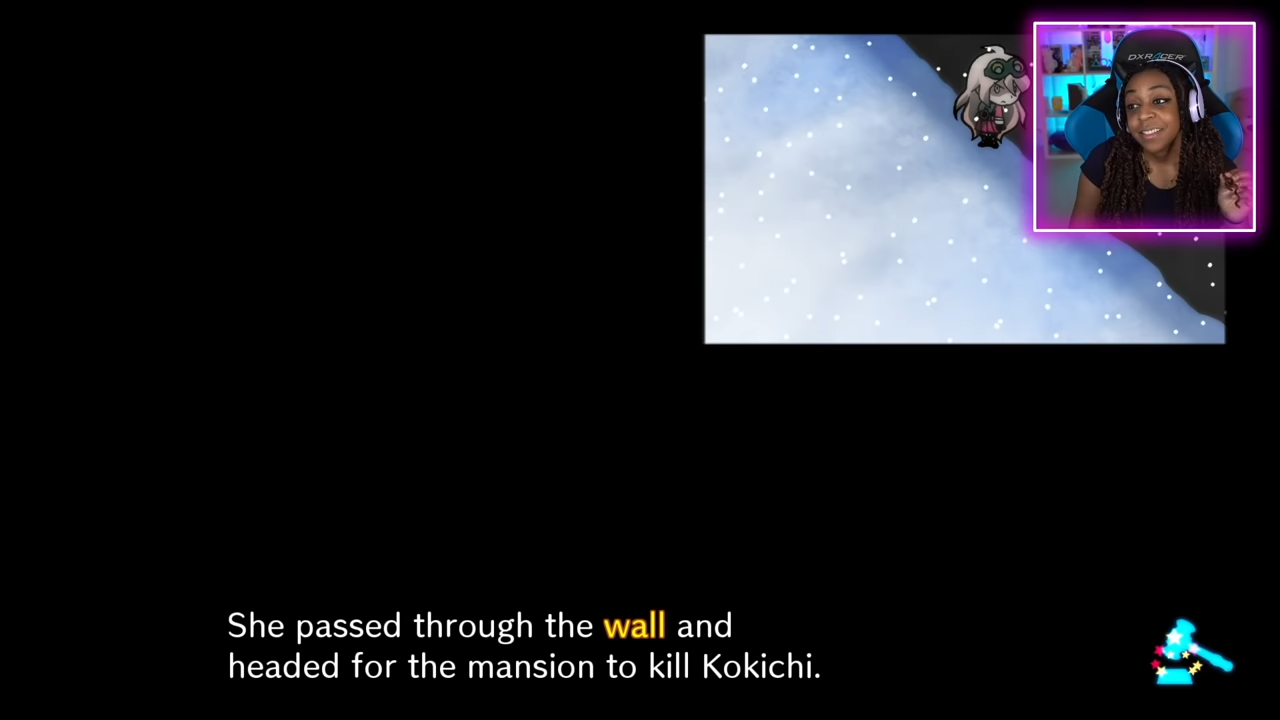 DXRACER
She passed through the wall and
headed for the mansion to kill Kokichi.